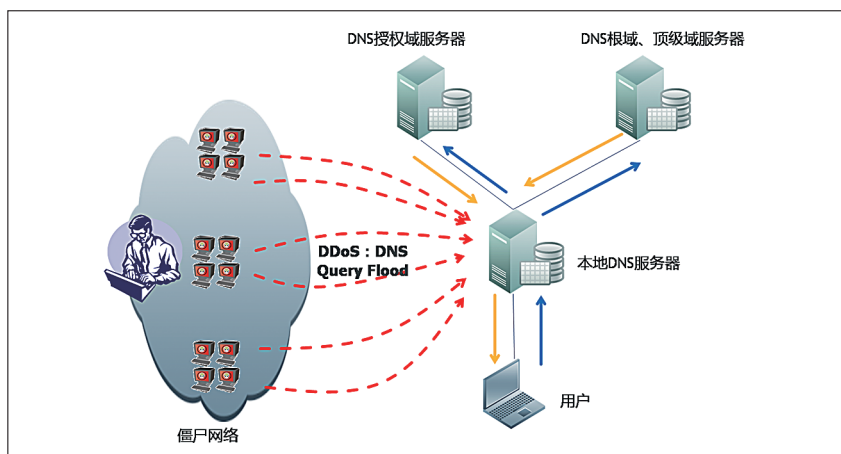 DNS授权域服务器
DNS根域、顶级域服务器
DDoS：DNS
Query Flood
本地DNS服务器
用户
僵尸网络